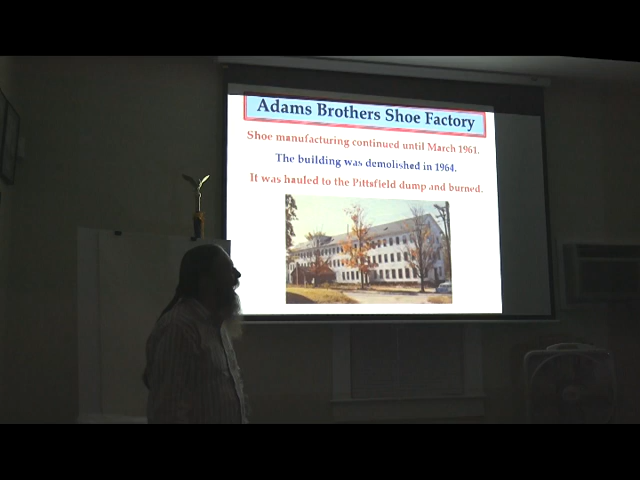 Adams Brothers Shoe Factory
Shoe manufacturing continued until March 1961.
The building was demolished in 1964.
It was hauled to the Pittsfield dump and burned.